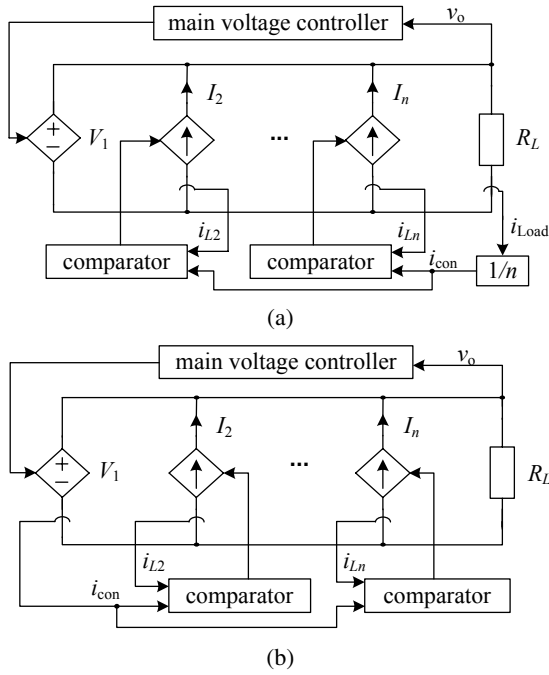 main voltage controller
v_o
I_2
I_n
+
−
V_1
...
R_L
i_L2
i_Ln
i_Load
comparator
comparator
i_con
1/n
(a)
main voltage controller
v_o
I_2
I_n
+
−
V_1
...
R_L
i_L2
i_Ln
i_con
comparator
comparator
(b)